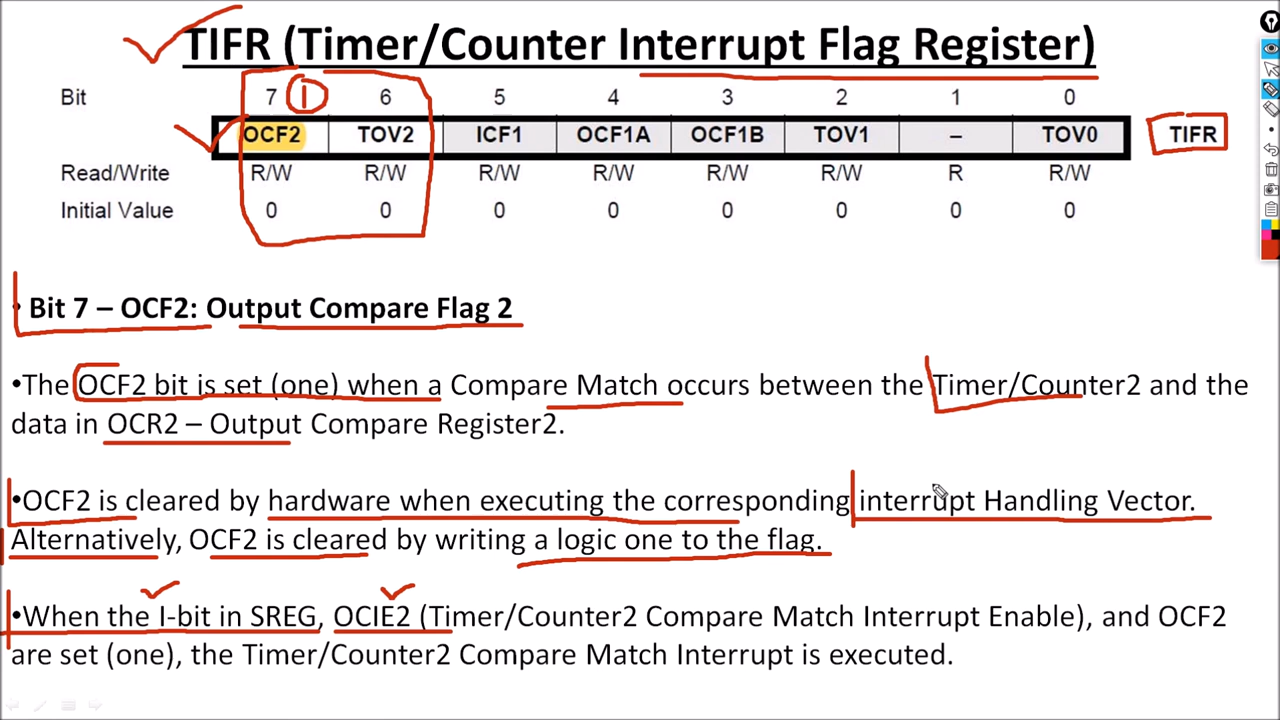 TIFR (Timer/Counter Interrupt Flag Register)
Bit 7 1 6 5 4 3 2 1 0
OCF2 TOV2 ICF1 OCF1A OCF1B TOV1 – TOV0 TIFR
Read/Write R/W R/W R/W R/W R/W R/W R R/W
Initial Value 0 0 0 0 0 0 0 0
• Bit 7 – OCF2: Output Compare Flag 2
•The OCF2 bit is set (one) when a Compare Match occurs between the Timer/Counter2 and the
data in OCR2 – Output Compare Register2.
•OCF2 is cleared by hardware when executing the corresponding interrupt Handling Vector.
Alternatively, OCF2 is cleared by writing a logic one to the flag.
•When the I-bit in SREG, OCIE2 (Timer/Counter2 Compare Match Interrupt Enable), and OCF2
are set (one), the Timer/Counter2 Compare Match Interrupt is executed.